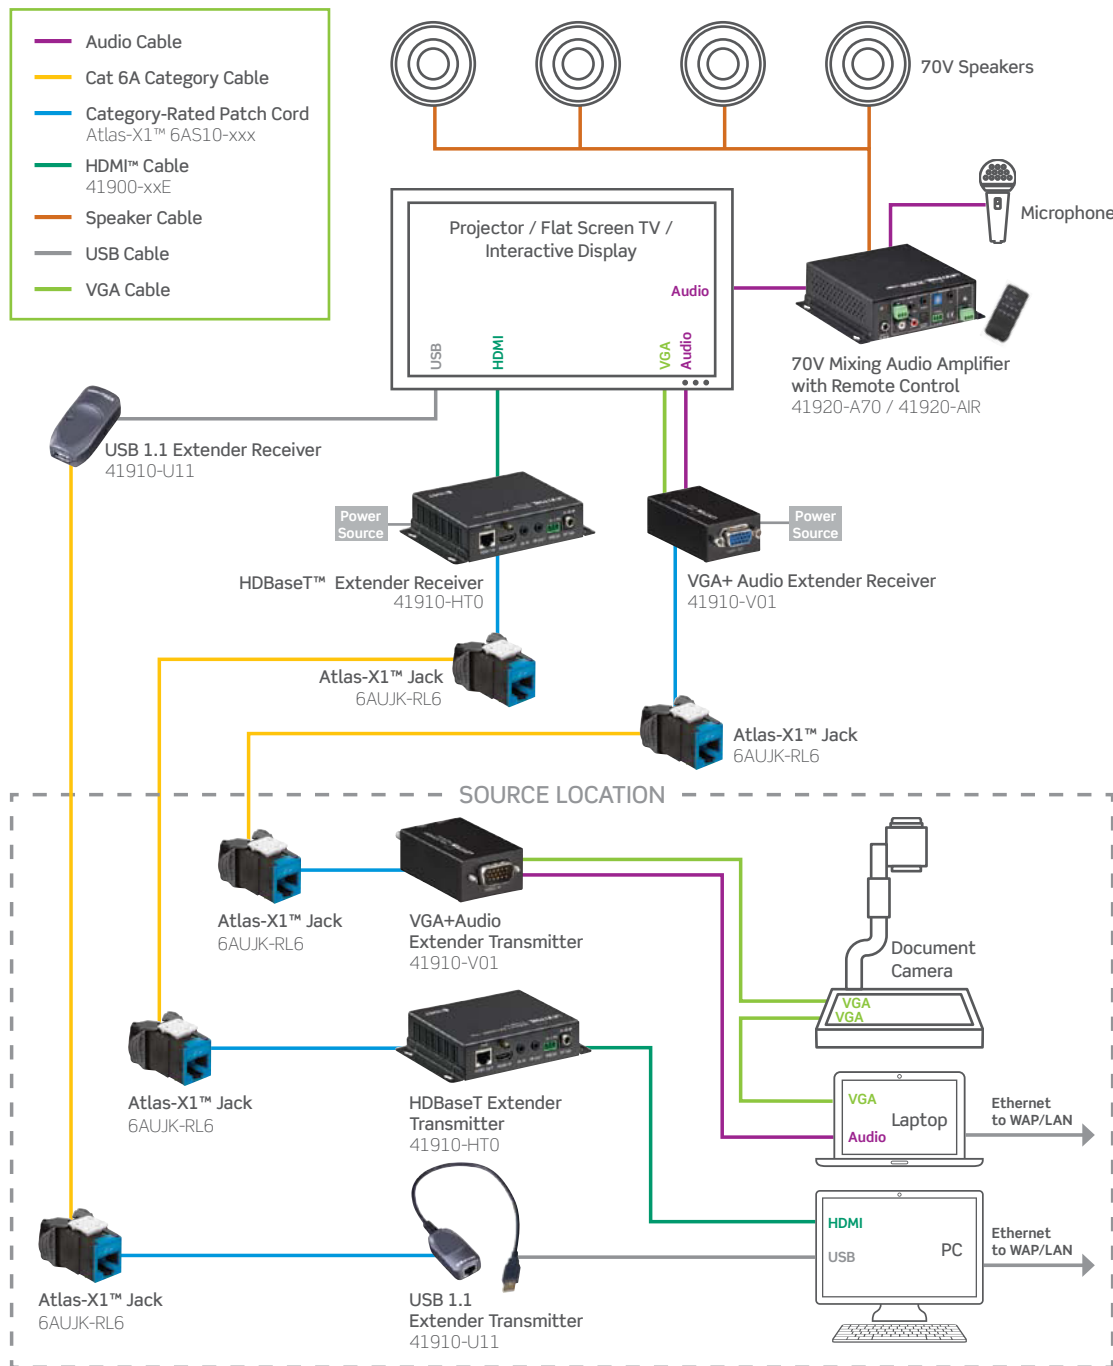 Audio Cable
Cat 6A Category Cable
Category-Rated Patch Cord
Atlas-X1™ 6AS10-xxx
HDMI™ Cable
41900-xxE
Speaker Cable
USB Cable
VGA Cable
70V Speakers
Microphone
Projector / Flat Screen TV /
Interactive Display
Audio
USB
HDMI
VGA
Audio
70V Mixing Audio Amplifier
with Remote Control
41920-A70 / 41920-AIR
USB 1.1 Extender Receiver
41910-U11
Power
Source
Power
Source
HDBaseT™ Extender Receiver
41910-HT0
VGA+ Audio Extender Receiver
41910-V01
Atlas-X1™ Jack
6AUJK-RL6
Atlas-X1™ Jack
6AUJK-RL6
SOURCE LOCATION
Atlas-X1™ Jack
6AUJK-RL6
VGA+Audio
Extender Transmitter
41910-V01
Document
Camera
VGA
VGA
Atlas-X1™ Jack
6AUJK-RL6
HDBaseT Extender
Transmitter
41910-HT0
VGA
Audio
Laptop
Ethernet
to WAP/LAN
HDMI
USB
PC
Ethernet
to WAP/LAN
Atlas-X1™ Jack
6AUJK-RL6
USB 1.1
Extender Transmitter
41910-U11